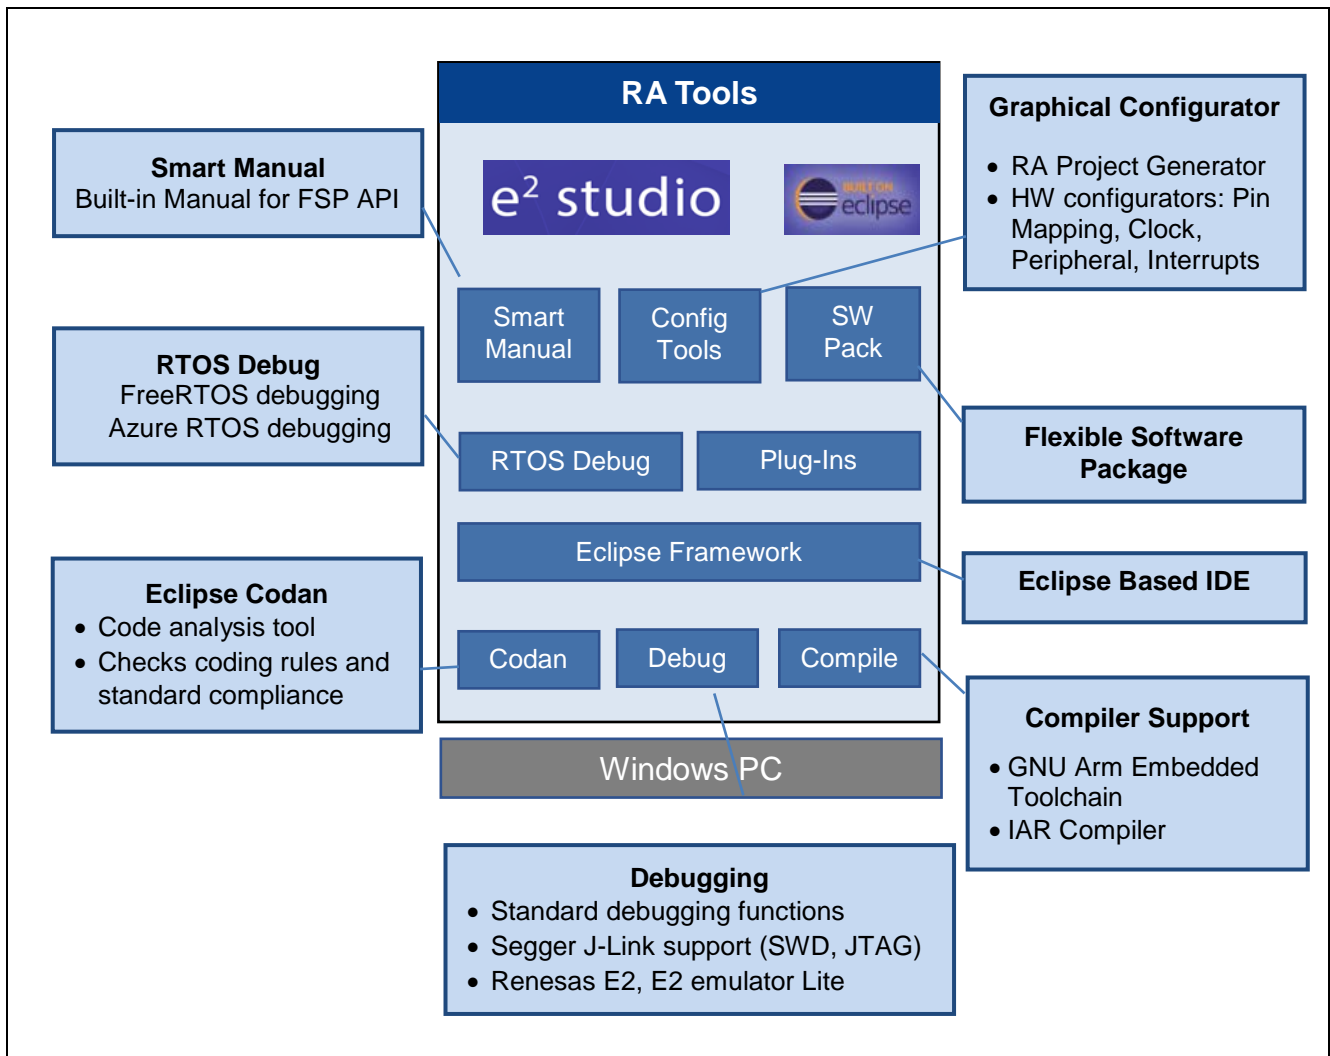 RA Tools
e² studio
BUILT ON
eclipse
Smart Manual
Built-in Manual for FSP API
Graphical Configurator
• RA Project Generator
• HW configurators: Pin
Mapping, Clock,
Peripheral, Interrupts
Smart
Manual
Config
Tools
SW
Pack
RTOS Debug
FreeRTOS debugging
Azure RTOS debugging
Flexible Software
Package
RTOS Debug
Plug-Ins
Eclipse Framework
Eclipse Based IDE
Eclipse Codan
• Code analysis tool
• Checks coding rules and
standard compliance
Codan
Debug
Compile
Compiler Support
• GNU Arm Embedded
Toolchain
• IAR Compiler
Windows PC
Debugging
• Standard debugging functions
• Segger J-Link support (SWD, JTAG)
• Renesas E2, E2 emulator Lite